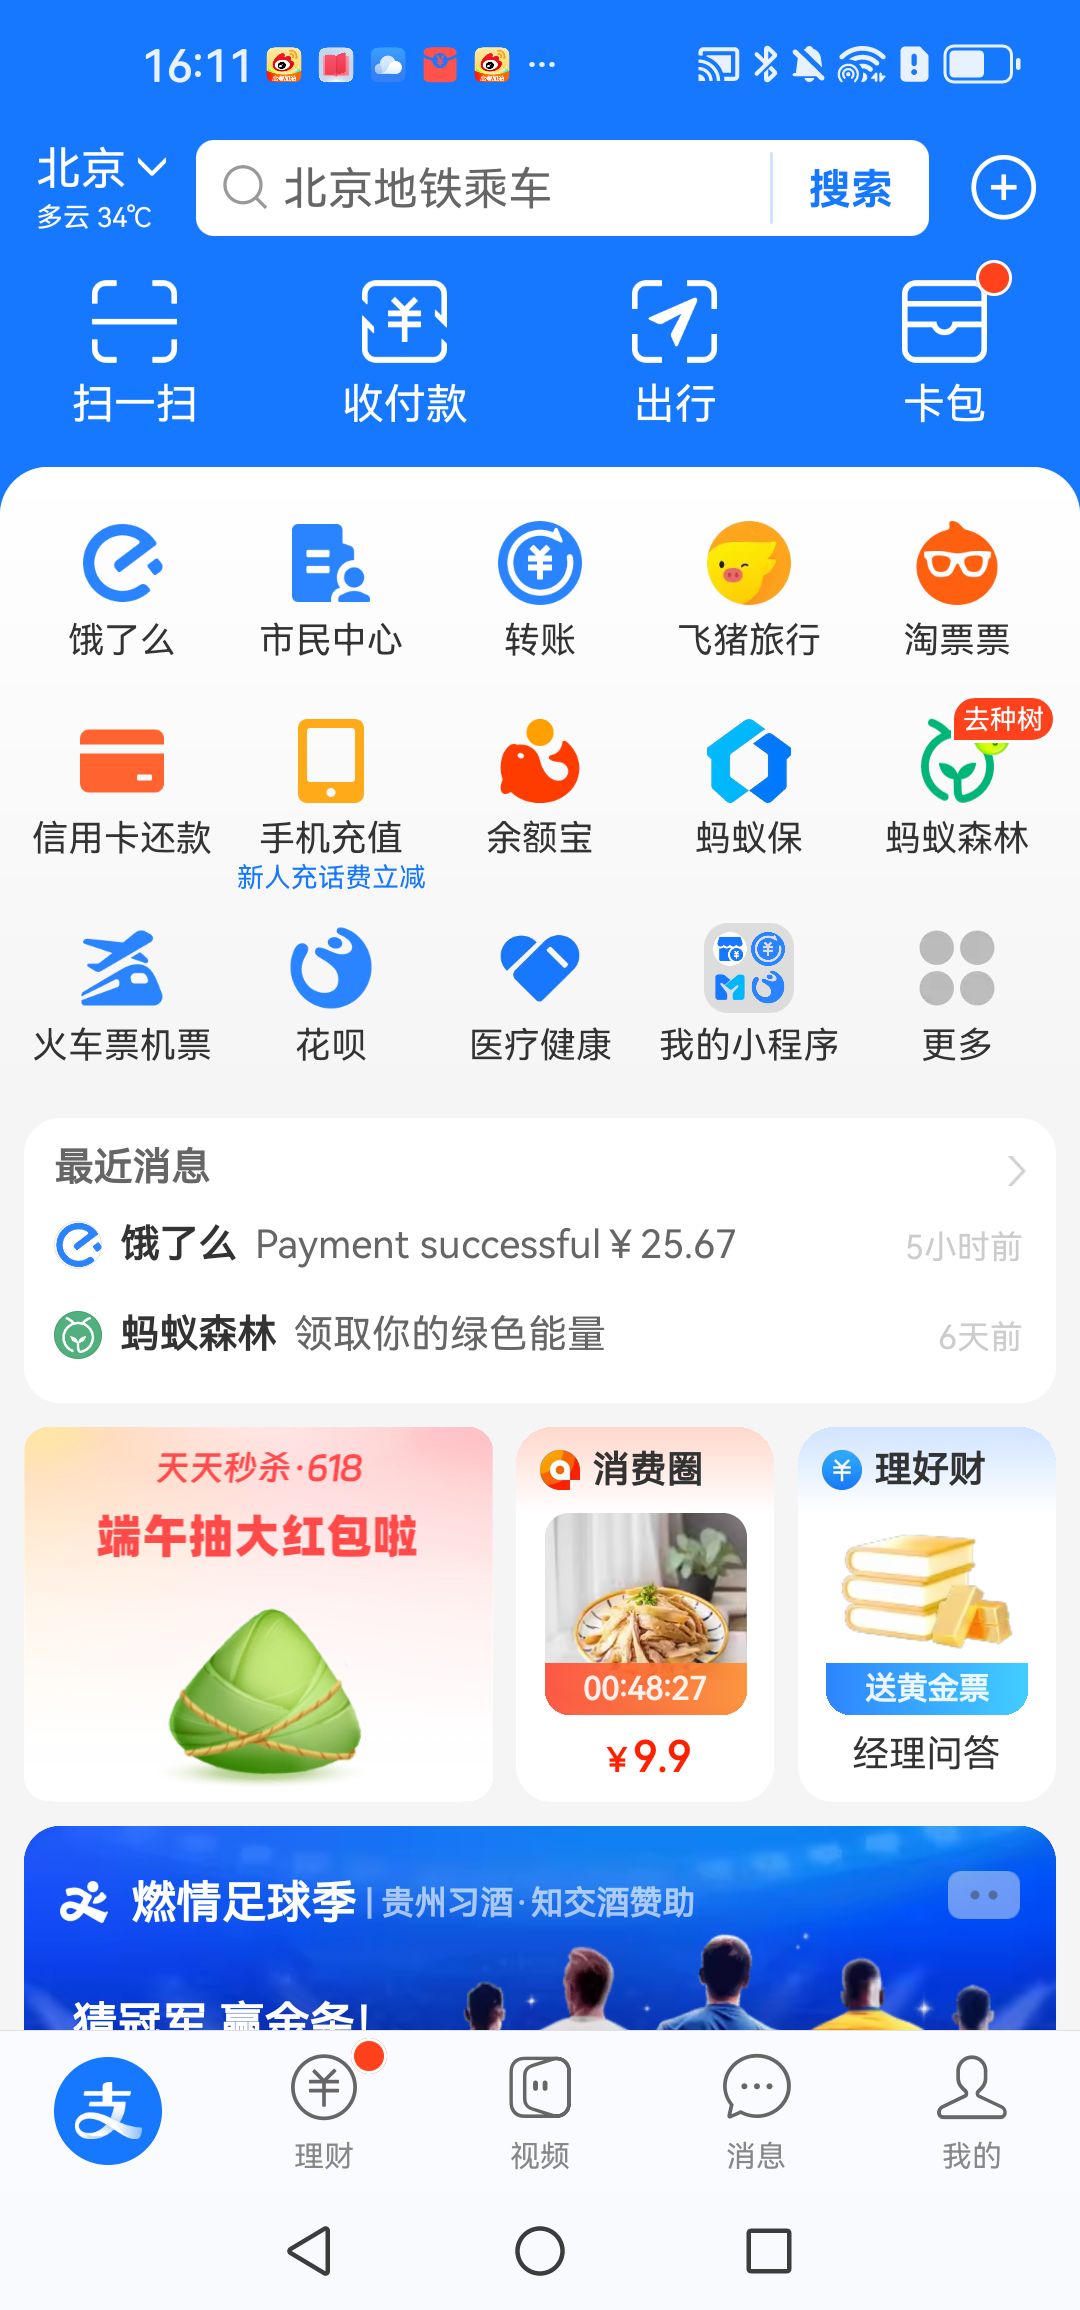 16:11
北京
多云 34℃
北京地铁乘车
搜索
扫一扫
收付款
出行
卡包
饿了么
市民中心
转账
飞猪旅行
淘票票
去种树
信用卡还款
手机充值
余额宝
蚂蚁保
蚂蚁森林
新人充话费立减
火车票机票
花呗
医疗健康
我的小程序
更多
最近消息
饿了么 Payment successful ¥ 25.67
5小时前
蚂蚁森林 领取你的绿色能量
6天前
天天秒杀·618
端午抽大红包啦
消费圈
00:48:27
¥9.9
理好财
送黄金票
经理问答
燃情足球季 | 贵州习酒·知交酒赞助
猜冠军 赢金条!
支
理财
视频
消息
我的